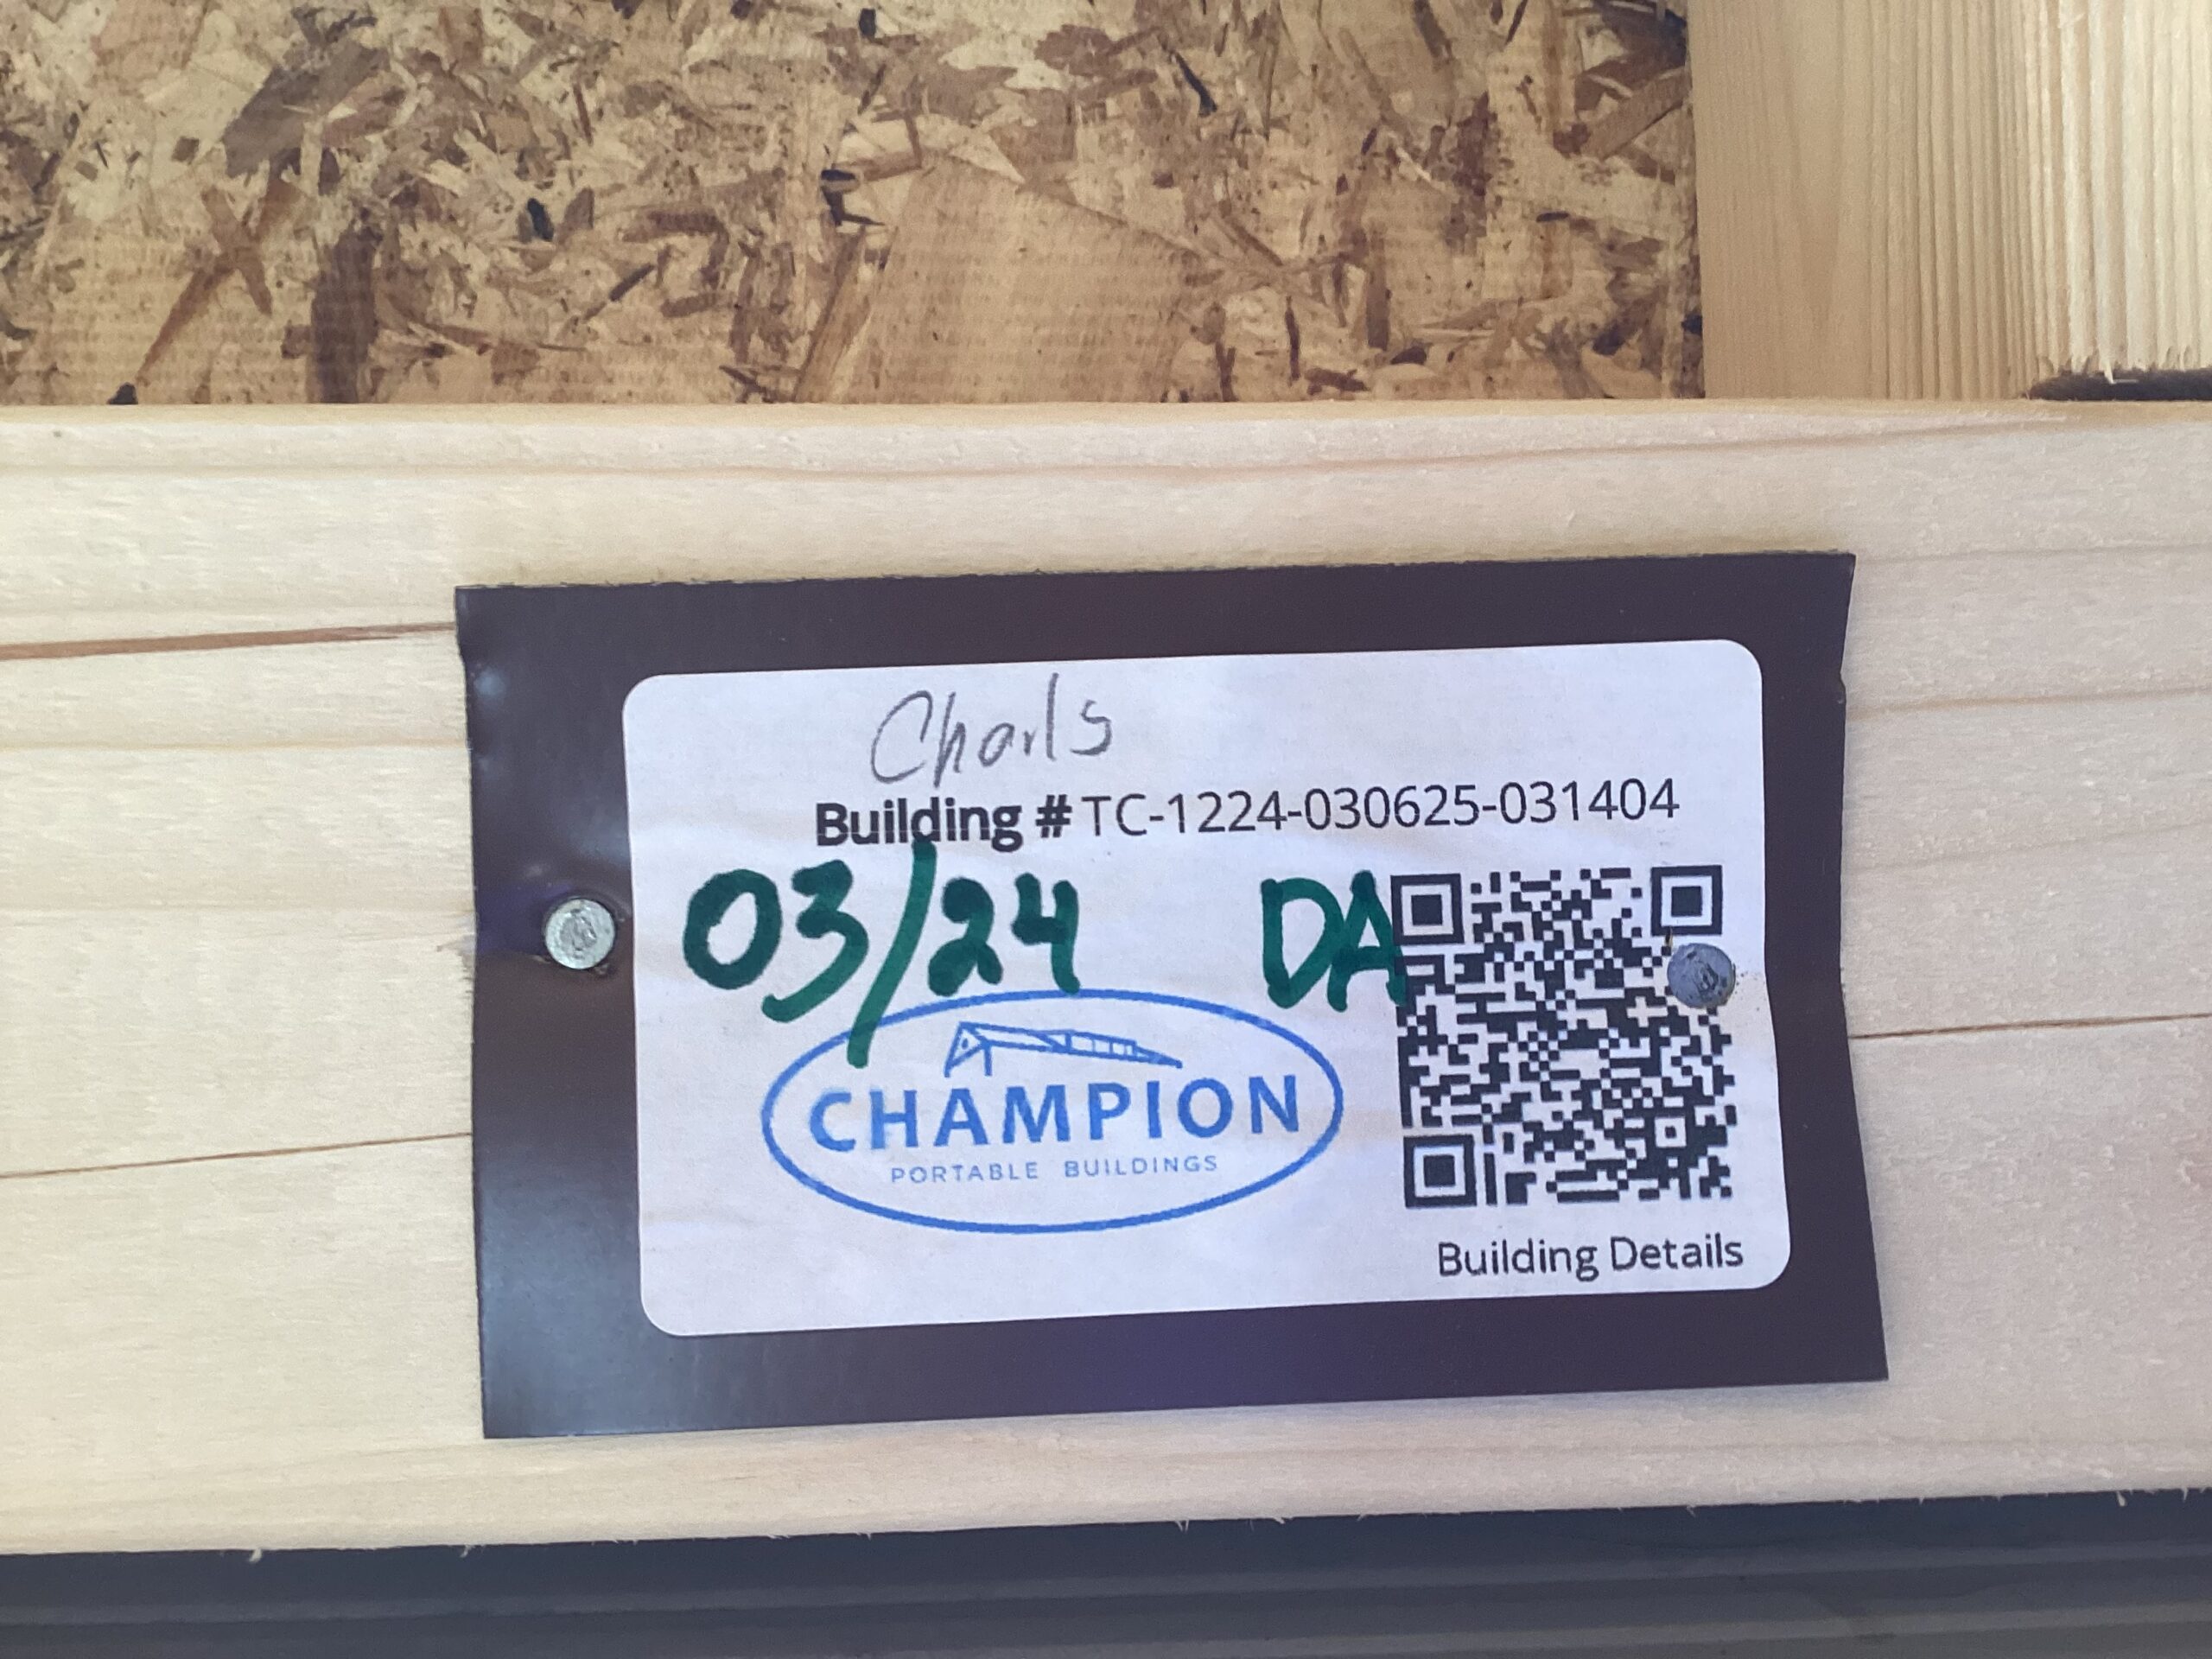 Charls
Building # TC-1224-030625-031404
03/24 DA
CHAMPION
PORTABLE BUILDINGS
Building Details